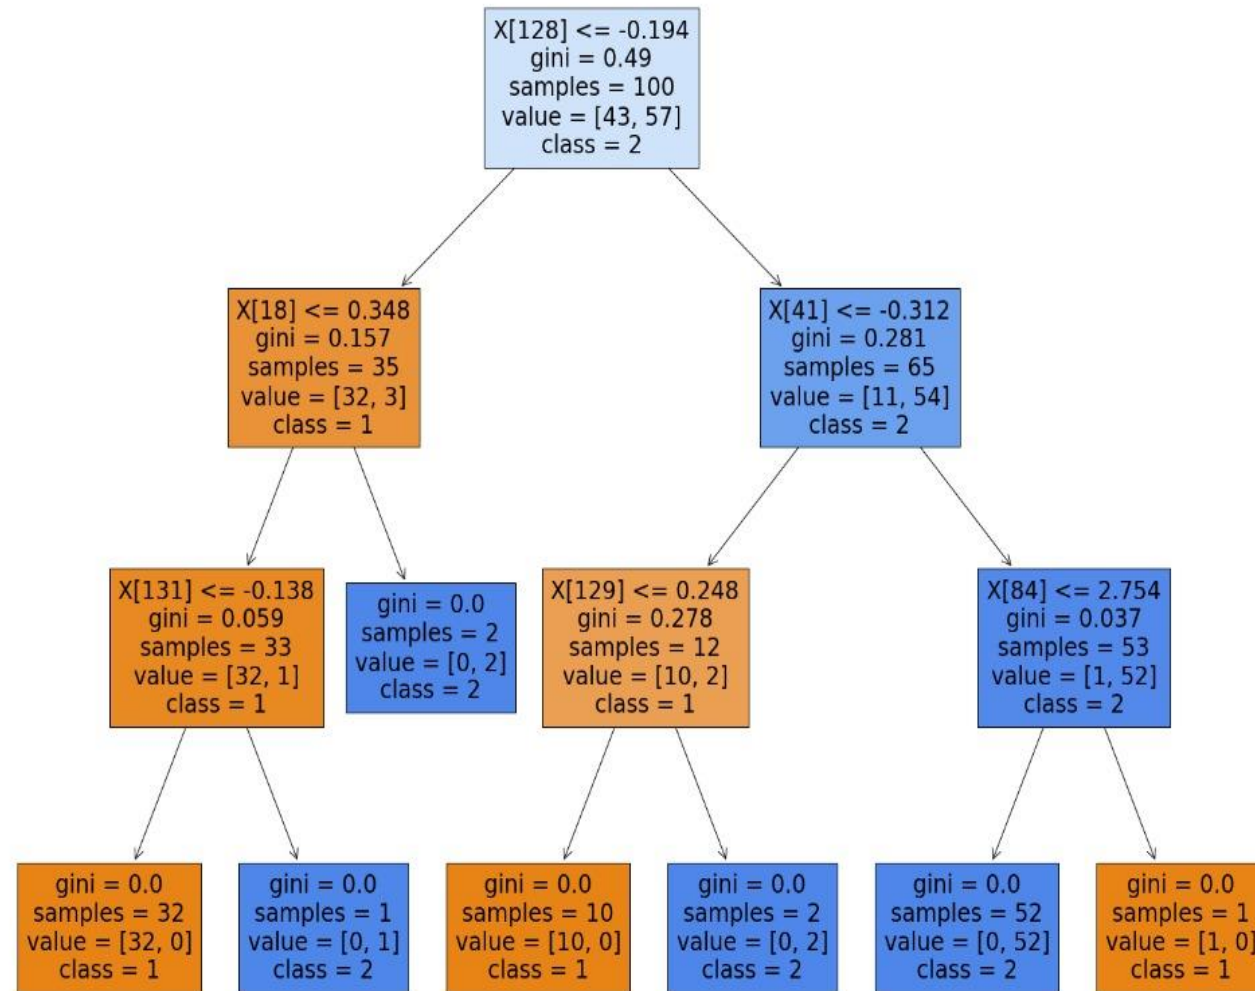 X[128] <= -0.194
gini = 0.49
samples = 100
value = [43, 57]
class = 2
X[18] <= 0.348
gini = 0.157
samples = 35
value = [32, 3]
class = 1
X[41] <= -0.312
gini = 0.281
samples = 65
value = [11, 54]
class = 2
X[131] <= -0.138
gini = 0.059
samples = 33
value = [32, 1]
class = 1
gini = 0.0
samples = 2
value = [0, 2]
class = 2
X[129] <= 0.248
gini = 0.278
samples = 12
value = [10, 2]
class = 1
X[84] <= 2.754
gini = 0.037
samples = 53
value = [1, 52]
class = 2
gini = 0.0
samples = 32
value = [32, 0]
class = 1
gini = 0.0
samples = 1
value = [0, 1]
class = 2
gini = 0.0
samples = 10
value = [10, 0]
class = 1
gini = 0.0
samples = 2
value = [0, 2]
class = 2
gini = 0.0
samples = 52
value = [0, 52]
class = 2
gini = 0.0
samples = 1
value = [1, 0]
class = 1